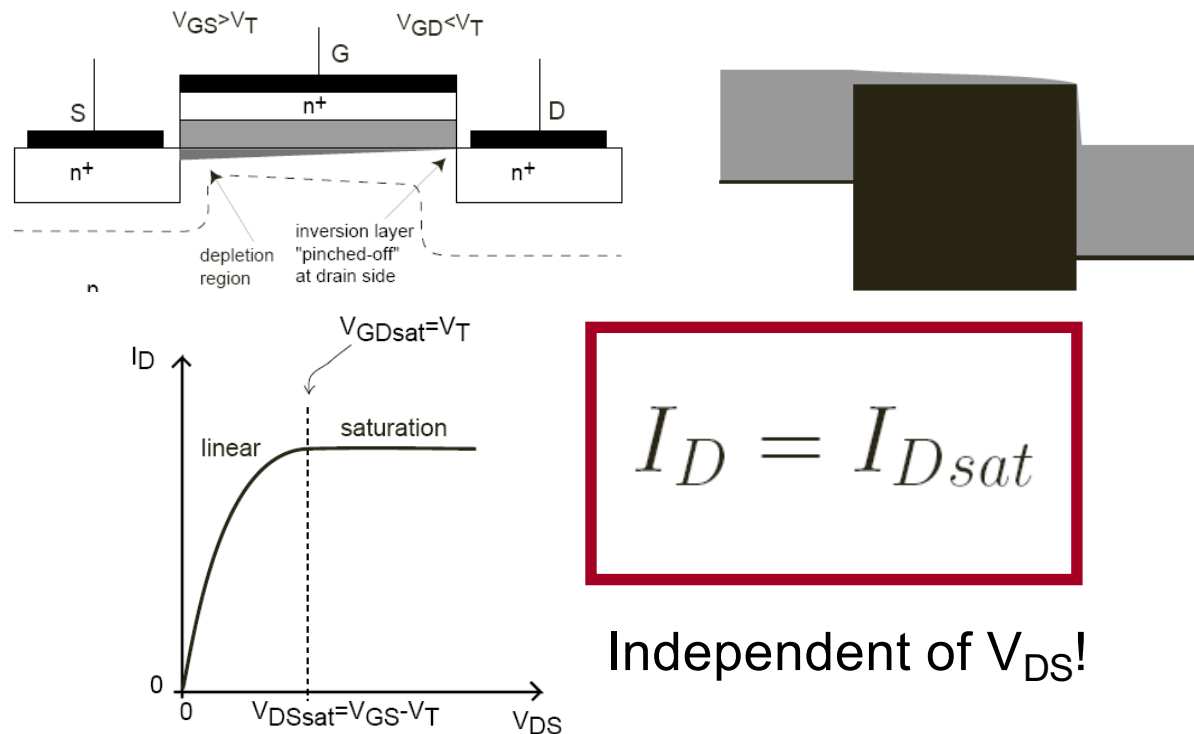 VGS>VT
VGD<VT
G
S
n+
D
n+
n+
depletion
region
inversion layer
"pinched-off"
at drain side
p
VGDsat=VT
ID
linear
saturation
0
0
VDSsat=VGS-VT
VDS
ID = IDsat
Independent of VDS!